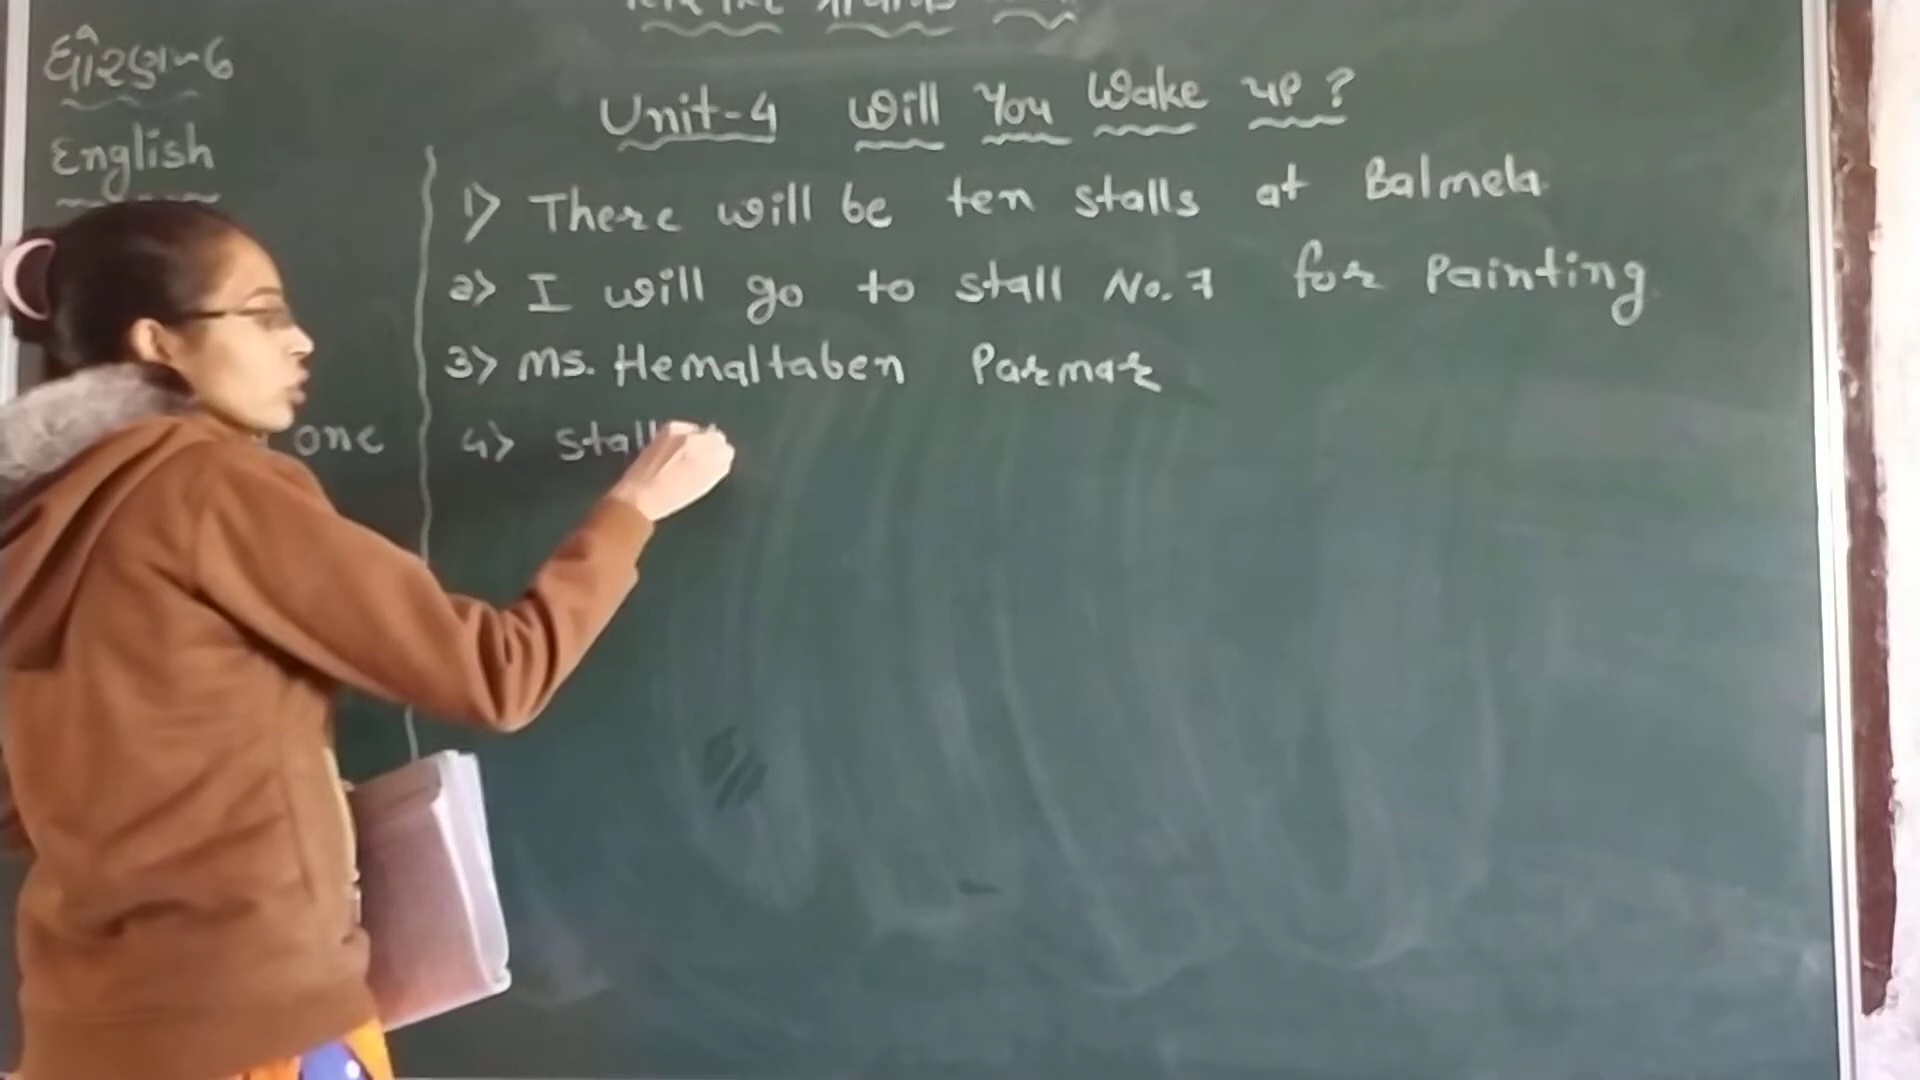 ધોરણ-૬
English
Unit-4 Will You Wake up?
1) There will be ten stalls at Balmela.
2) I will go to stall No. 7 for Painting.
3) Ms. Hemaltaben Parmar
one
4) Stall